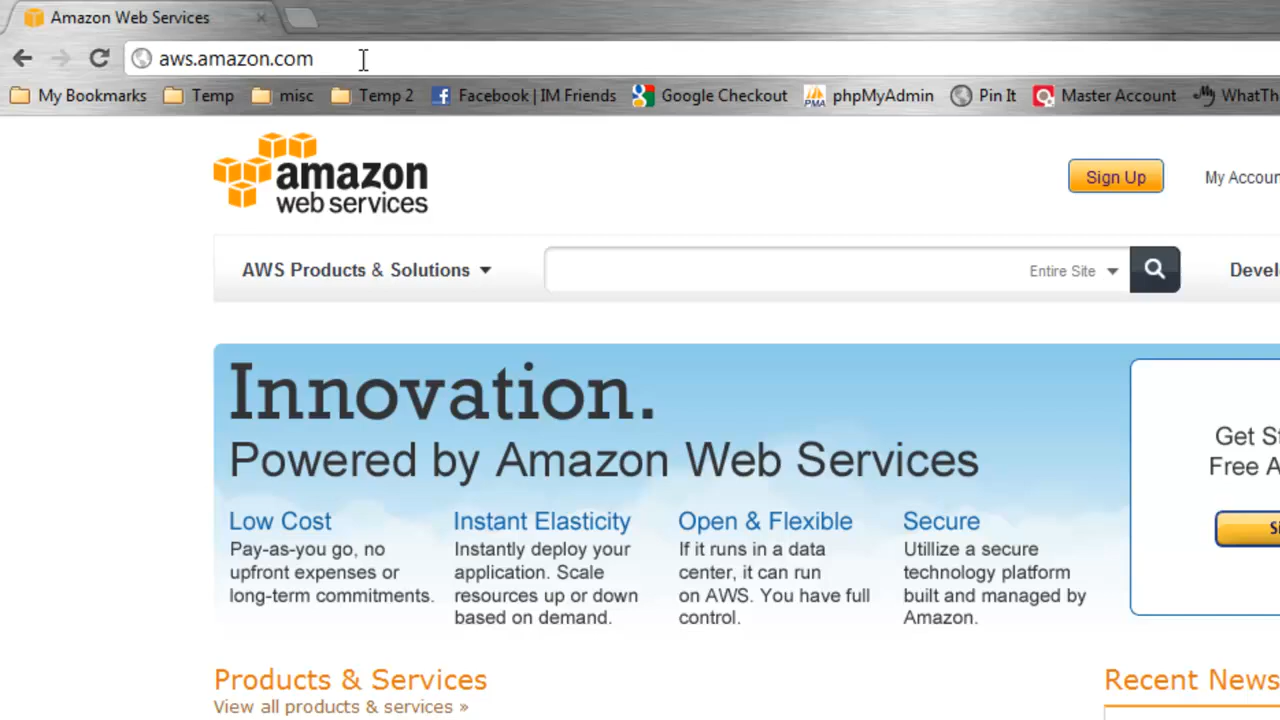 Amazon Web Services
aws.amazon.com
My Bookmarks Temp misc Temp 2 Facebook | IM Friends Google Checkout phpMyAdmin Pin It Master Account WhatTh
PMA
amazon
web services
Sign Up
My Accoun
AWS Products & Solutions
Entire Site
Devel
Innovation.
Powered by Amazon Web Services
Low Cost
Pay-as-you go, no
upfront expenses or
long-term commitments.
Instant Elasticity
Instantly deploy your
application. Scale
resources up or down
based on demand.
Open & Flexible
If it runs in a data
center, it can run
on AWS. You have full
control.
Secure
Utillize a secure
technology platform
built and managed by
Amazon.
Get St
Free A
Si
Products & Services
View all products & services »
Recent News